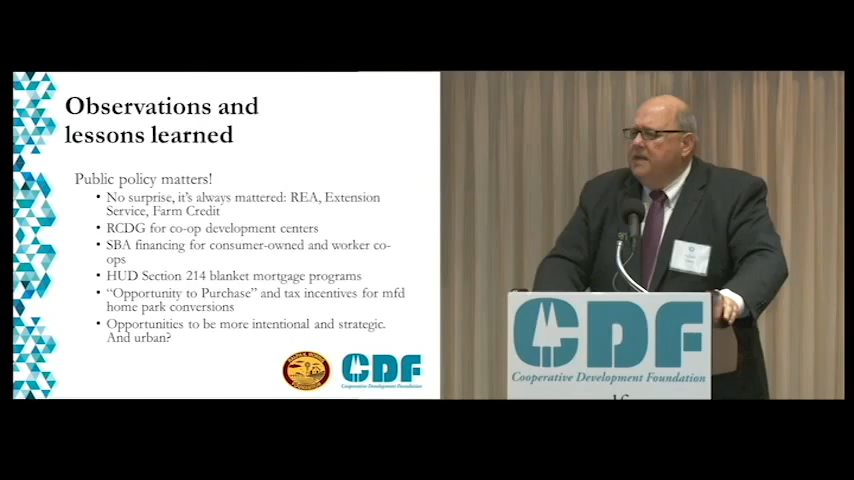 Observations and
lessons learned
Public policy matters!
• No surprise, it's always mattered: REA, Extension
Service, Farm Credit
• RCDG for co-op development centers
• SBA financing for consumer-owned and worker co-
ops
• HUD Section 214 blanket mortgage programs
• “Opportunity to Purchase” and tax incentives for mfd
home park conversions
• Opportunities to be more intentional and strategic.
And urban?
CDF
Cooperative Development Foundation
CDF
Cooperative Development Foundation